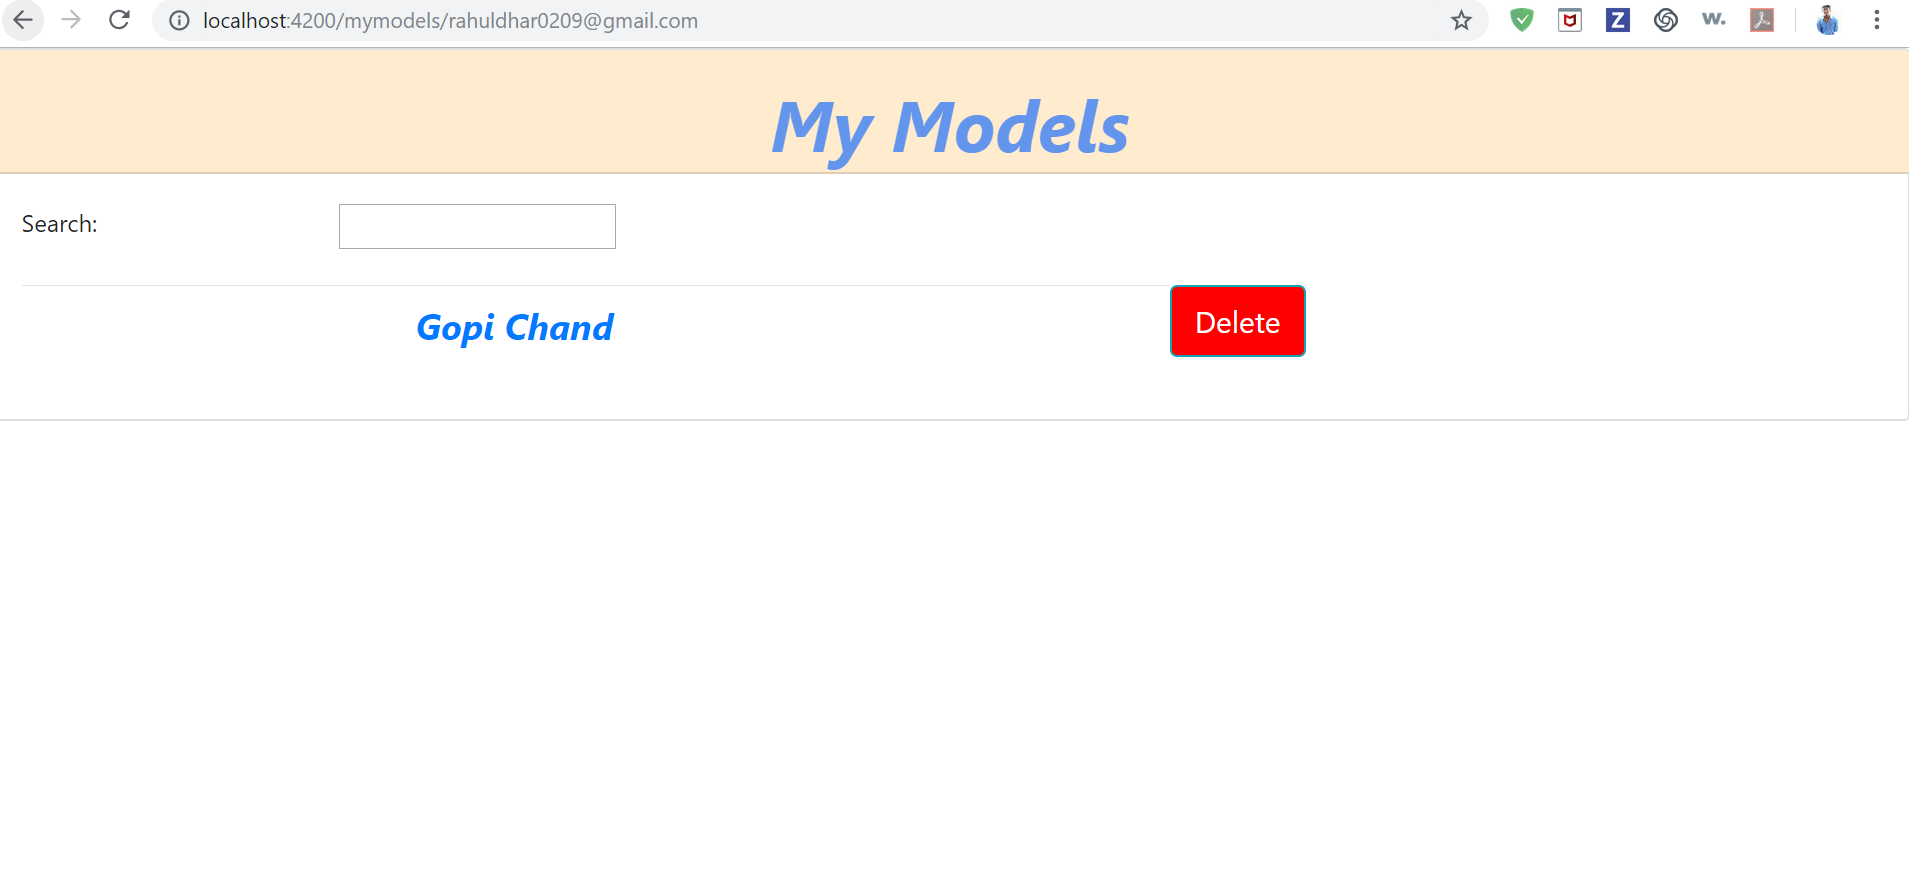 localhost:4200/mymodels/rahuldhar0209@gmail.com
Z
w.
My Models
Search:
Gopi Chand
Delete